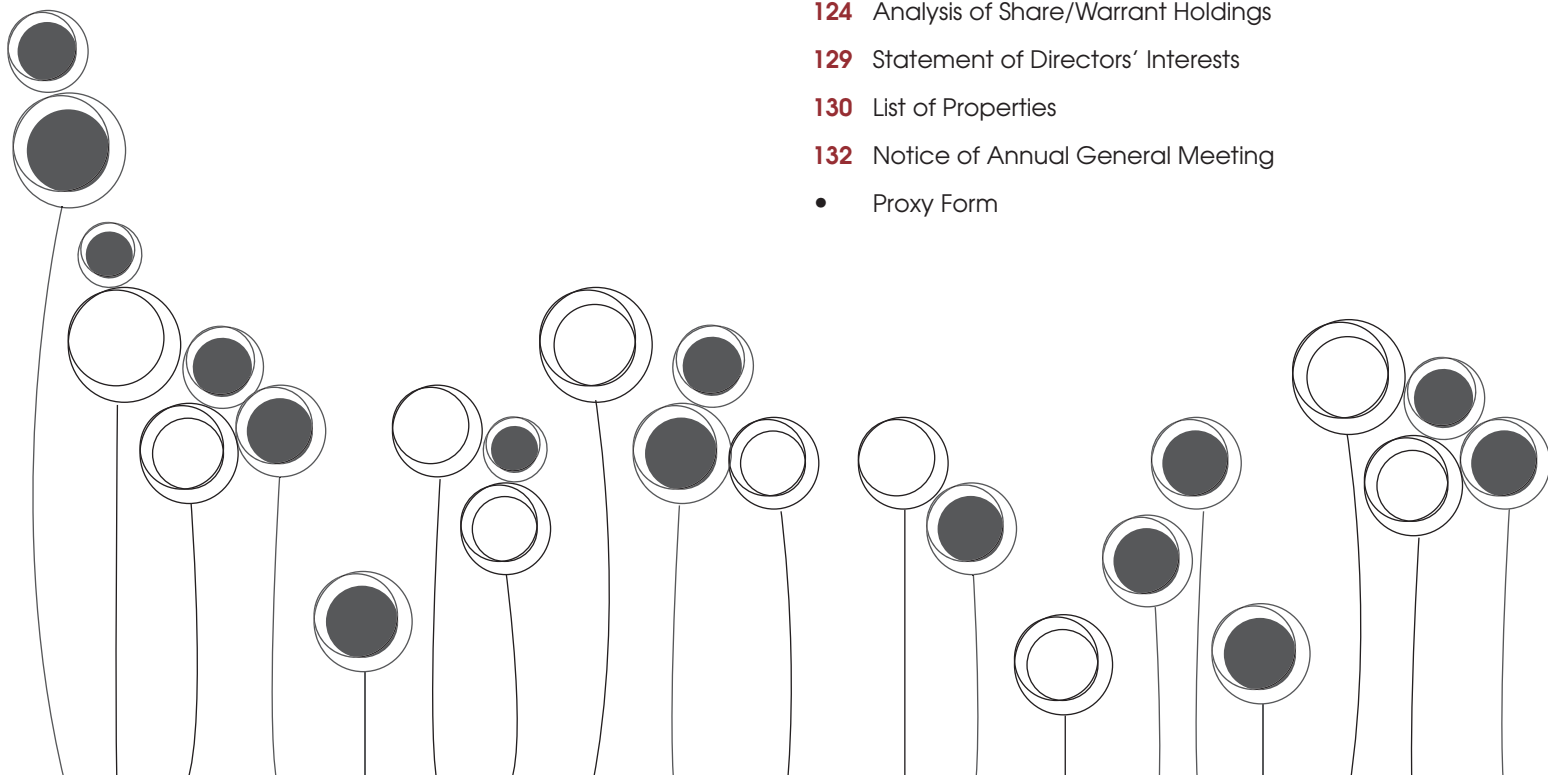 124 Analysis of Share/Warrant Holdings
129 Statement of Directors’ Interests
130 List of Properties
132 Notice of Annual General Meeting
• Proxy Form